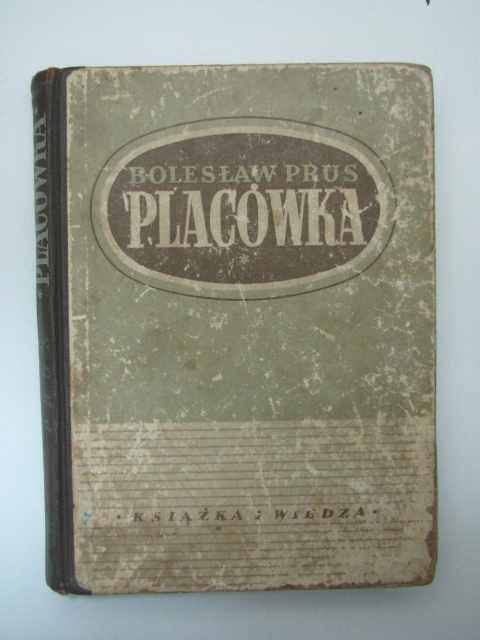 BOLESŁAW PRUS
PLACÓWKA
*
• KSIĄŻKA i WIEDZA •
PLACÓWKA